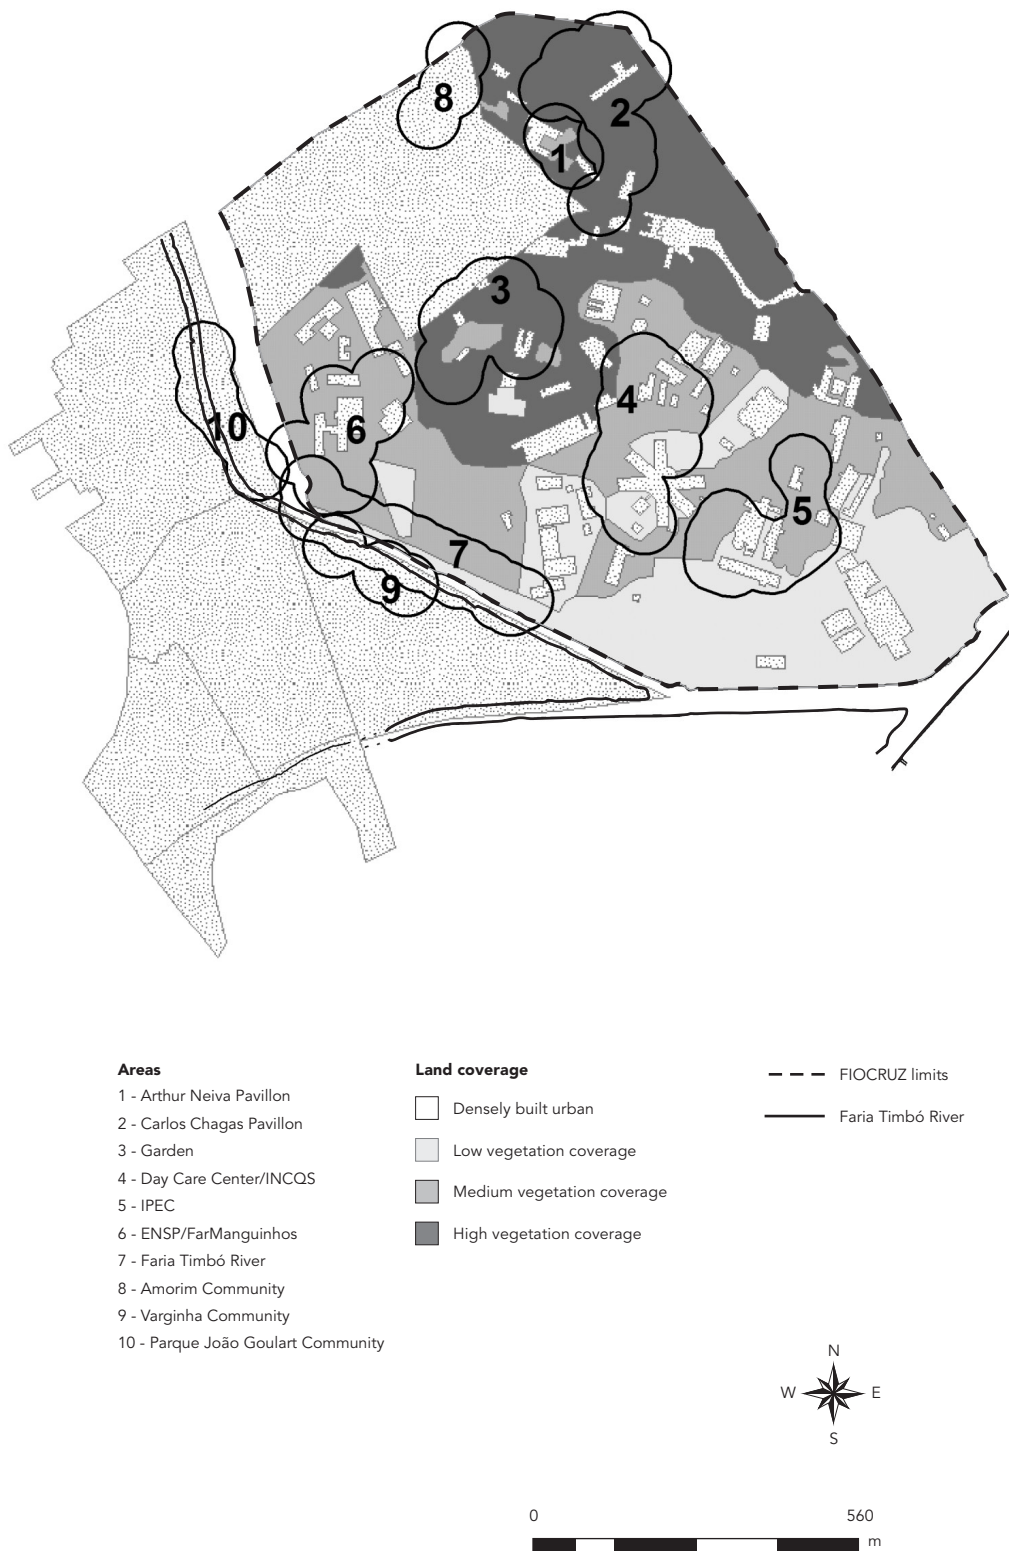 8
2
1
3
4
6
10
5
7
9
Areas
1 - Arthur Neiva Pavillon
2 - Carlos Chagas Pavillon
3 - Garden
4 - Day Care Center/INCQS
5 - IPEC
6 - ENSP/FarManguinhos
7 - Faria Timbó River
8 - Amorim Community
9 - Varginha Community
10 - Parque João Goulart Community
Land coverage
Densely built urban
Low vegetation coverage
Medium vegetation coverage
High vegetation coverage
FIOCRUZ limits
Faria Timbó River
N
W E
S
0 560
m